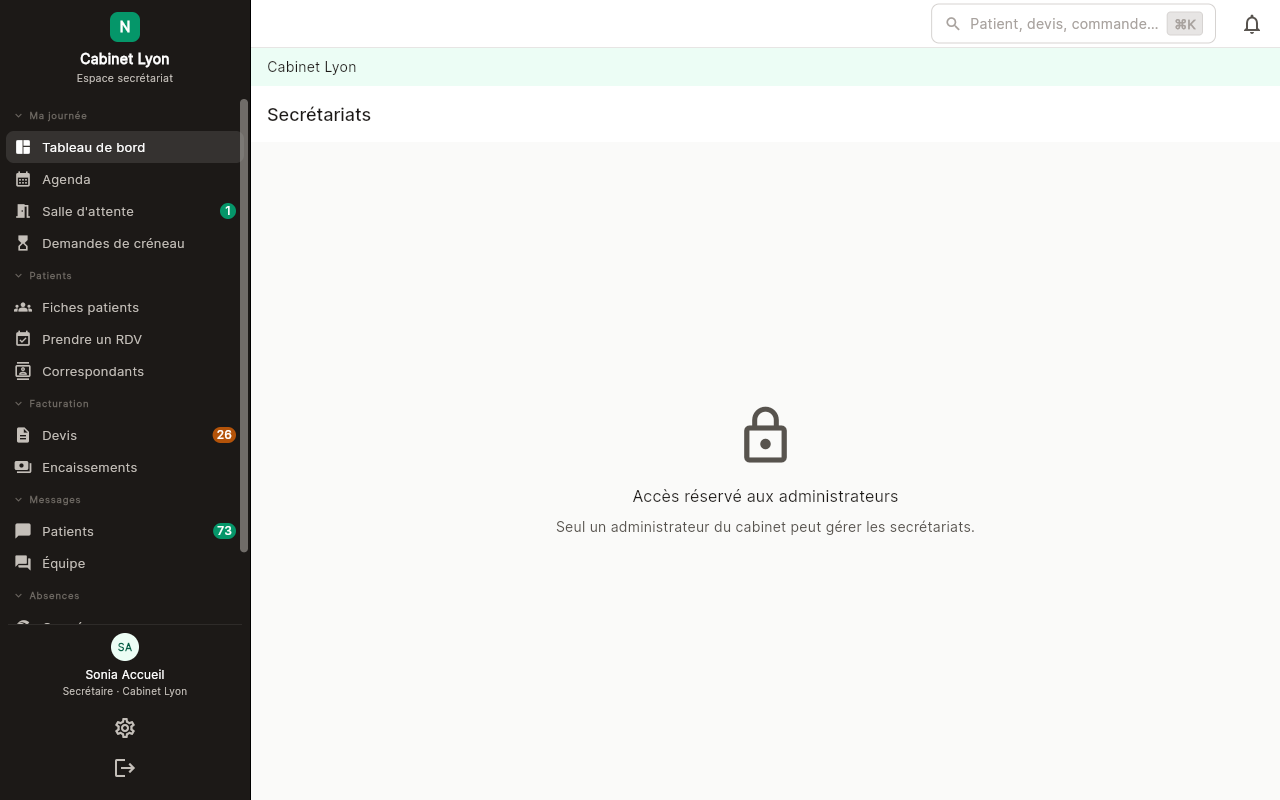 N
Cabinet Lyon
Espace secrétariat
Ma journée
Tableau de bord
Agenda
Salle d'attente 1
Demandes de créneau
Patients
Fiches patients
Prendre un RDV
Correspondants
Facturation
Devis 26
Encaissements
Messages
Patients 73
Équipe
Absences
SA
Sonia Accueil
Secrétaire · Cabinet Lyon
Patient, devis, commande... ⌘K
Cabinet Lyon
Secrétariats
Accès réservé aux administrateurs
Seul un administrateur du cabinet peut gérer les secrétariats.